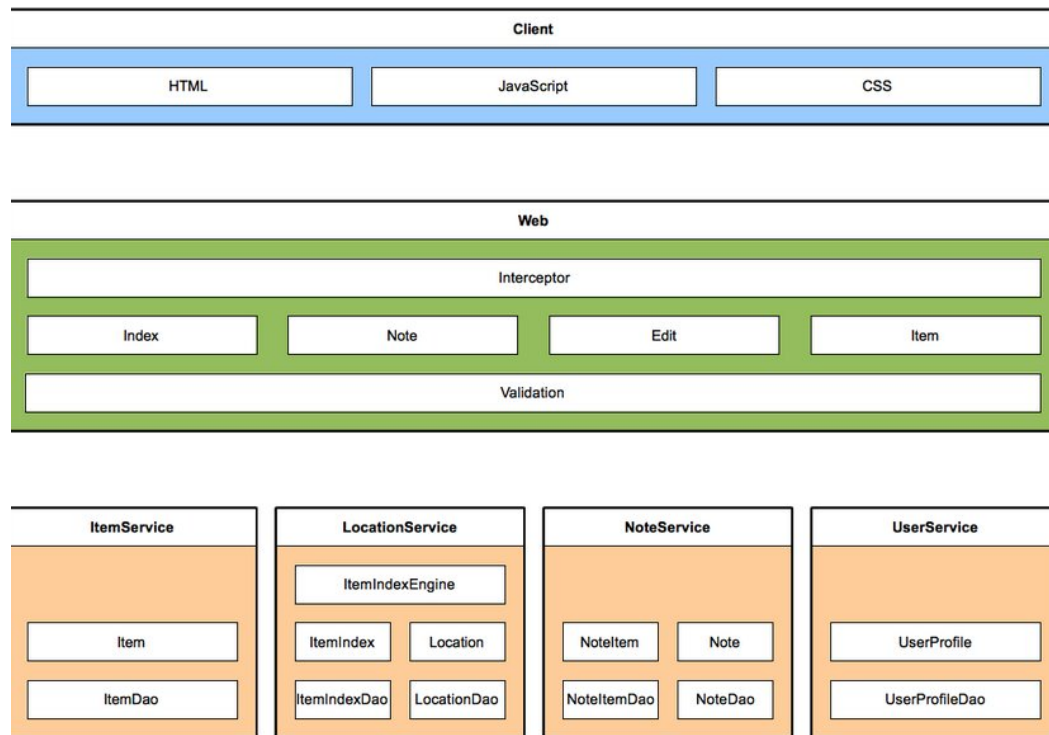 Client
HTML JavaScript CSS
Web
Interceptor
Index Note Edit Item
Validation
ItemService LocationService NoteService UserService
ItemIndexEngine
Item ItemIndex Location NoteItem Note UserProfile
ItemDao ItemIndexDao LocationDao NoteItemDao NoteDao UserProfileDao